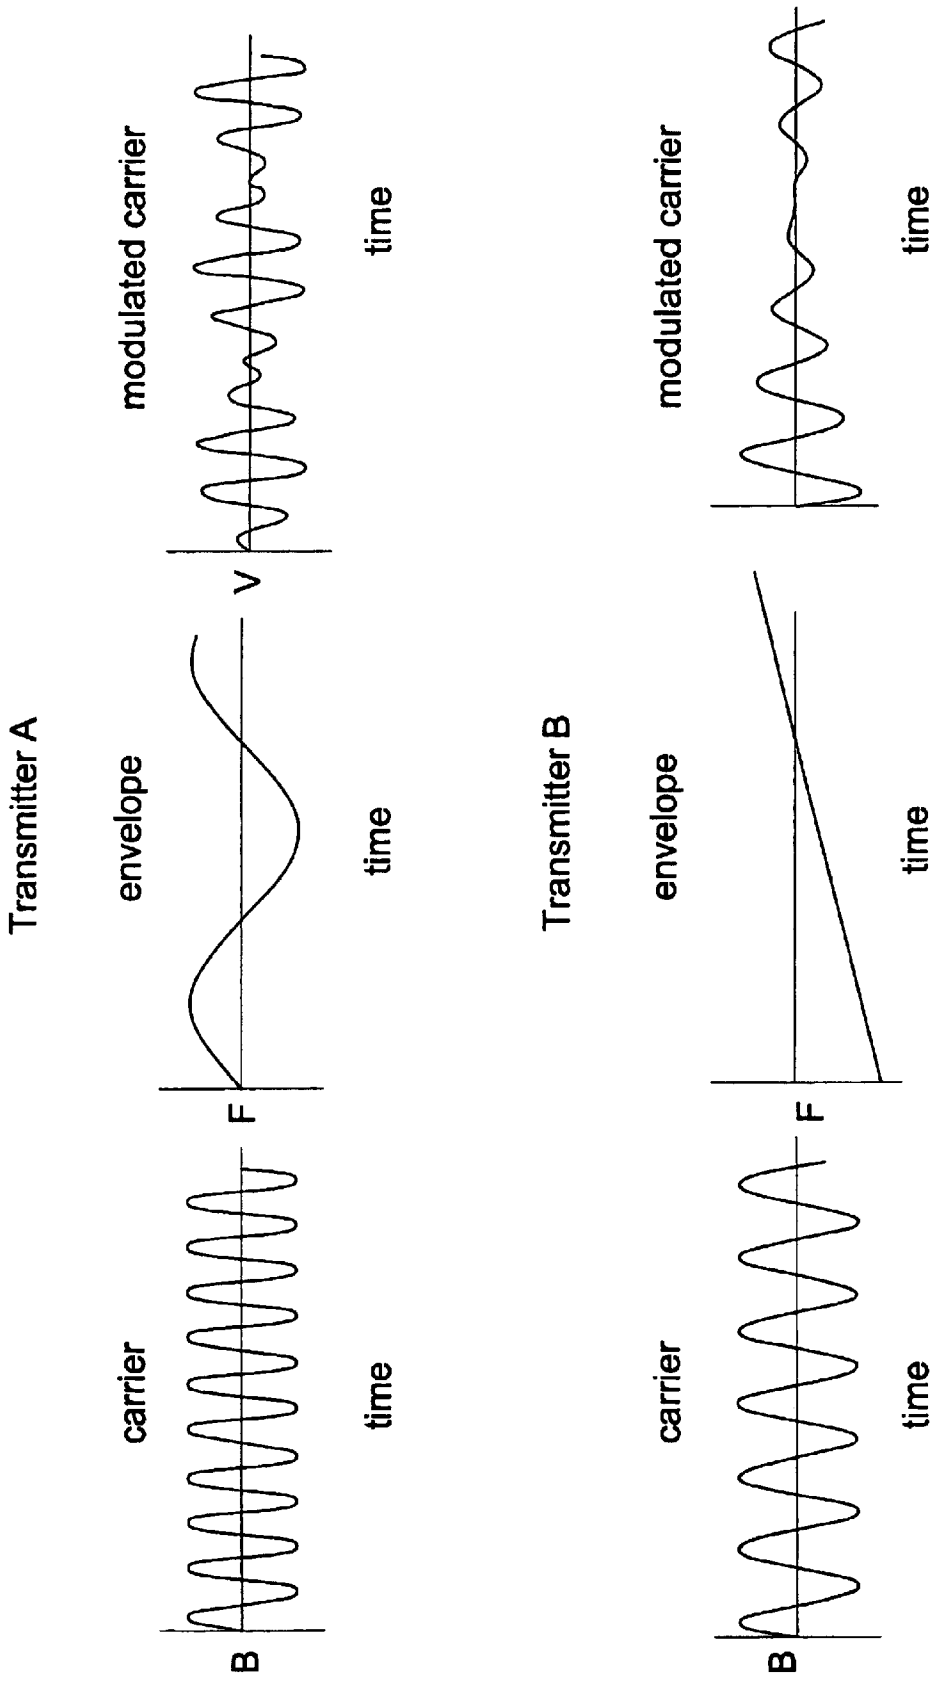 Transmitter A
carrier
envelope
modulated carrier
B
F
V
time
time
time
Transmitter B
carrier
envelope
modulated carrier
B
F
time
time
time